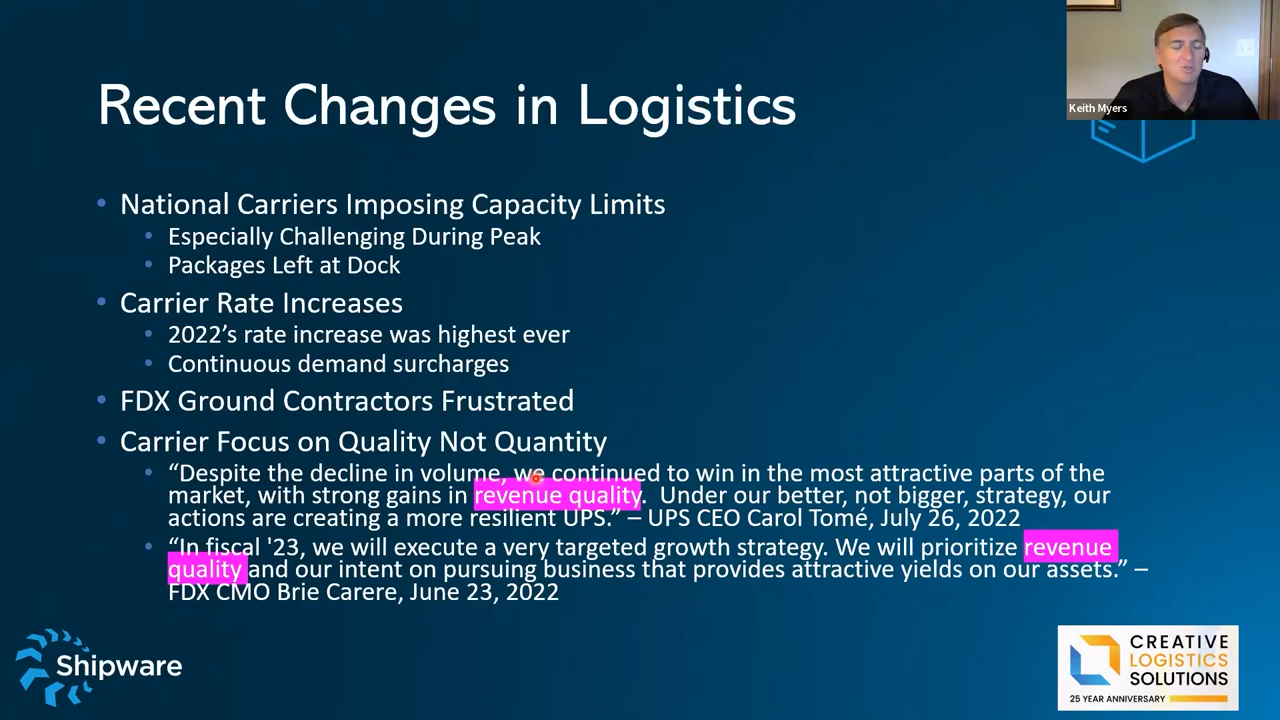 Keith Myers
Recent Changes in Logistics
• National Carriers Imposing Capacity Limits
• Especially Challenging During Peak
• Packages Left at Dock
• Carrier Rate Increases
• 2022’s rate increase was highest ever
• Continuous demand surcharges
• FDX Ground Contractors Frustrated
• Carrier Focus on Quality Not Quantity
• “Despite the decline in volume, we continued to win in the most attractive parts of the
market, with strong gains in revenue quality. Under our better, not bigger, strategy, our
actions are creating a more resilient UPS.” – UPS CEO Carol Tomé, July 26, 2022
• “In fiscal '23, we will execute a very targeted growth strategy. We will prioritize revenue
quality and our intent on pursuing business that provides attractive yields on our assets.” –
FDX CMO Brie Carere, June 23, 2022
Shipware
CREATIVE
LOGISTICS
SOLUTIONS
25 YEAR ANNIVERSARY